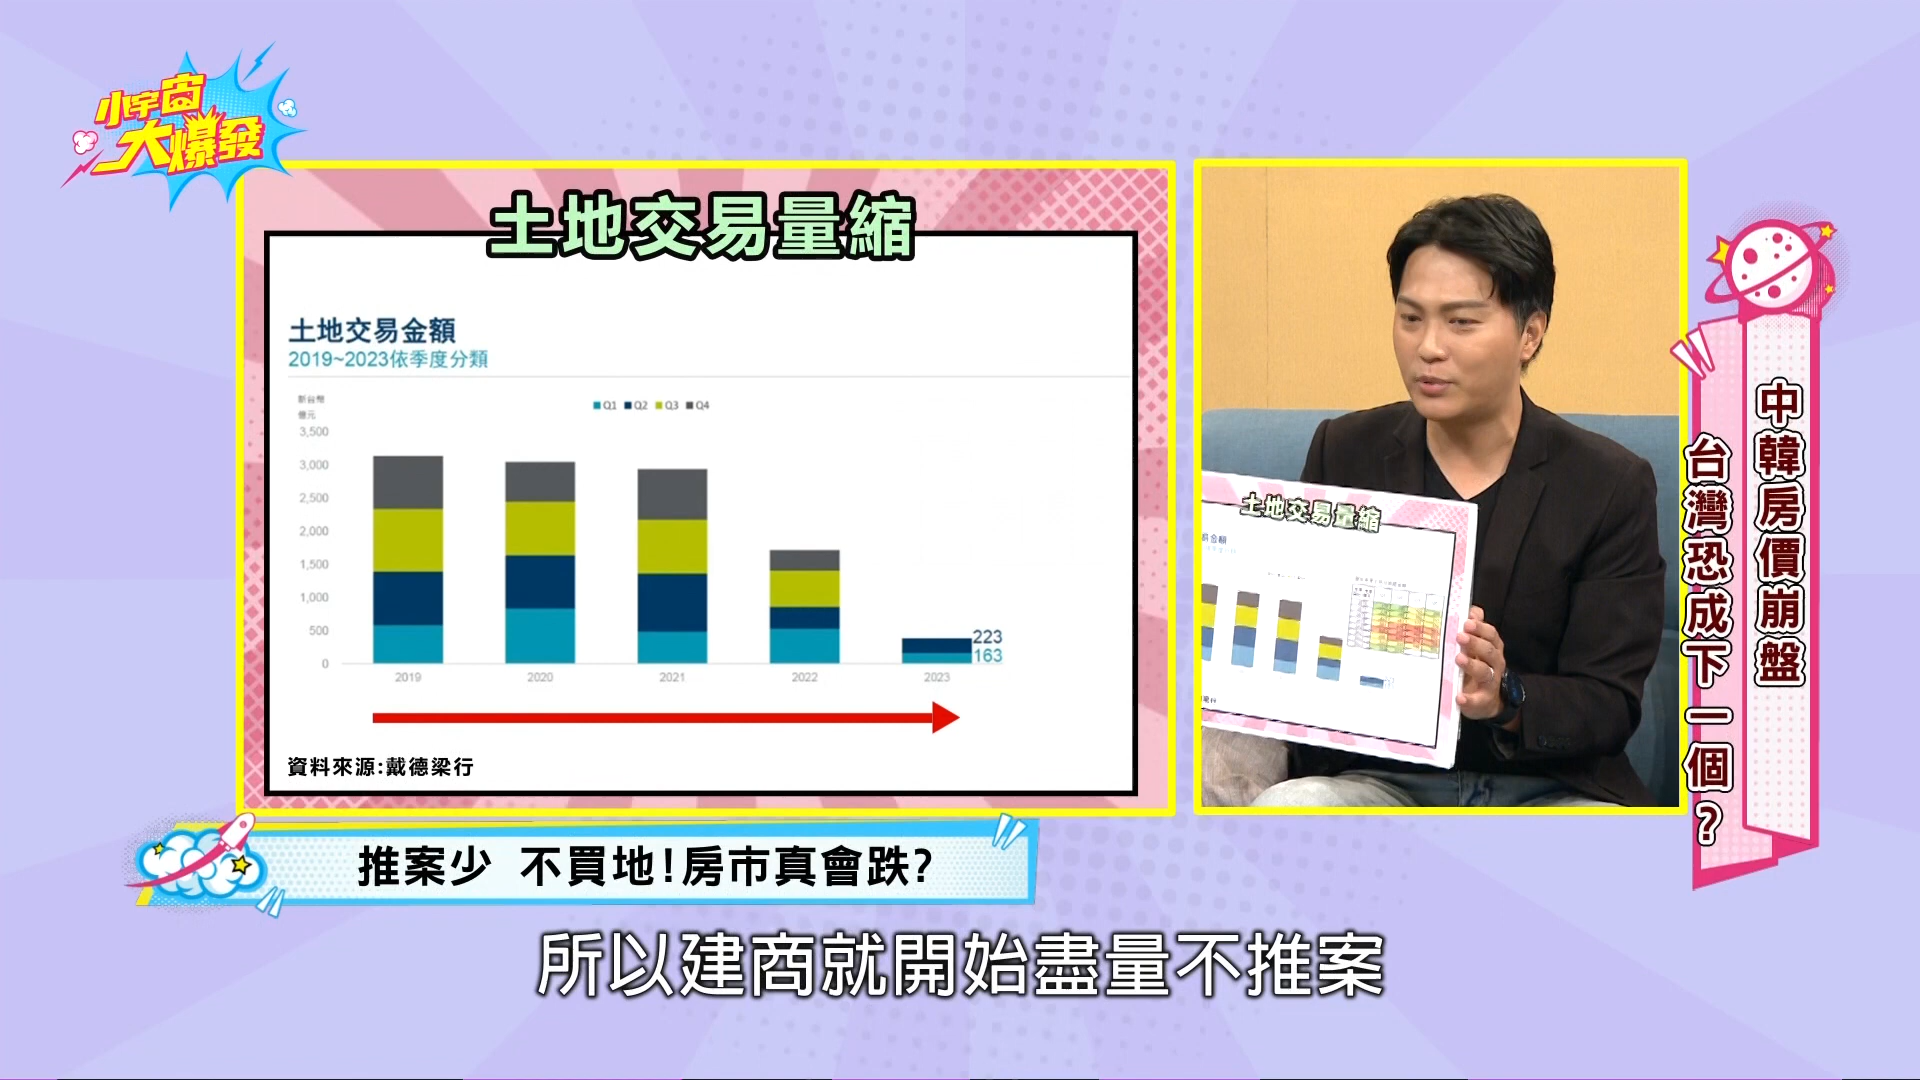 小宇宙
大爆發
土地交易量縮
土地交易金額
2019~2023依季度分類
新台幣
億元
Q1 Q2 Q3 Q4
3,500
3,000
2,500
2,000
1,500
1,000
500
0
223
163
2019 2020 2021 2022 2023
資料來源:戴德梁行
土地交易量縮
易金額
中韓房價崩盤
台灣恐成下一個?
推案少 不買地!房市真會跌?
所以建商就開始盡量不推案